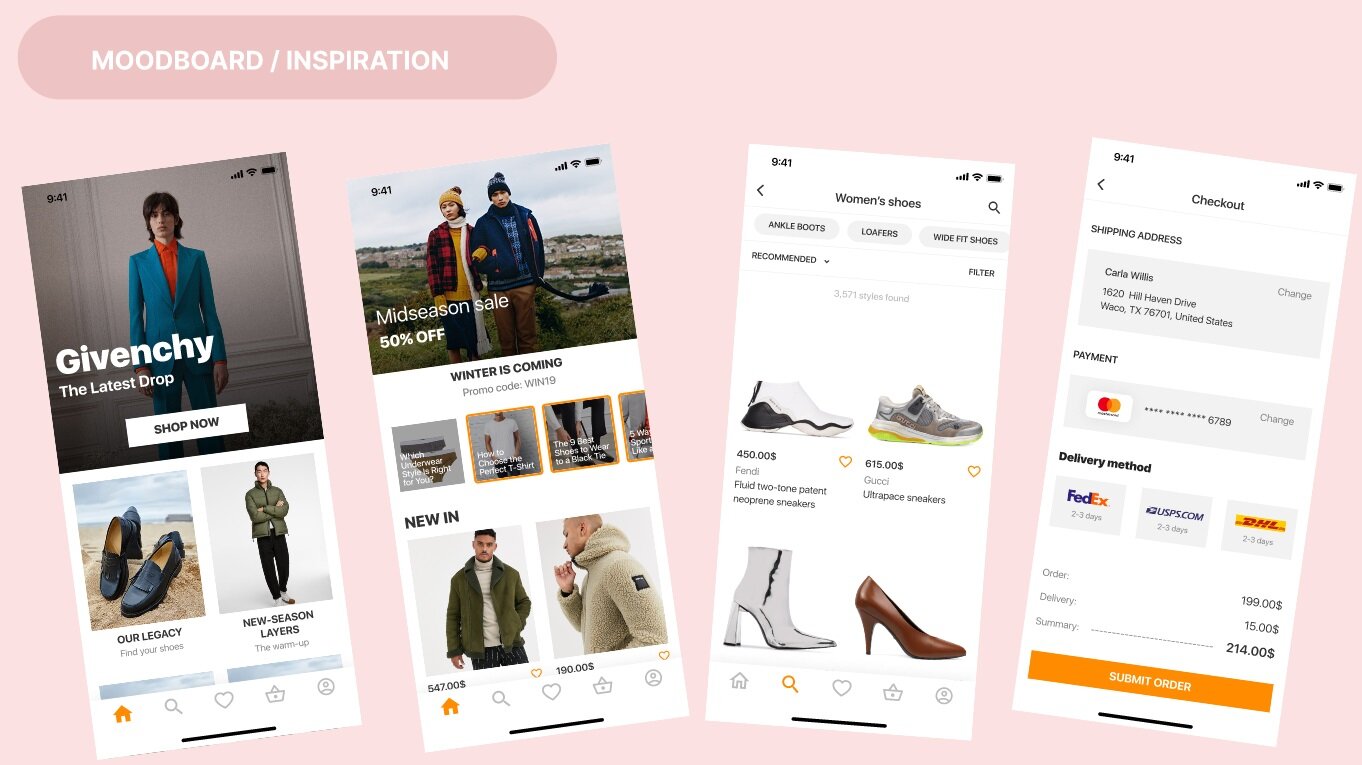 MOODBOARD / INSPIRATION
9:41
Givenchy
The Latest Drop
SHOP NOW
OUR LEGACY
Find your shoes
NEW-SEASON
LAYERS
The warm-up
9:41
Midseason sale
50% OFF
WINTER IS COMING
Promo code: WIN19
Which
Underwear
Style Is Right
for You?
How to
Choose the
Perfect T-Shirt
The 9 Best
Shoes to Wear
to a Black Tie
5 Way
Sport
Like a
NEW IN
547.00$
190.00$
9:41
Women's shoes
ANKLE BOOTS
LOAFERS
WIDE FIT SHOES
RECOMMENDED
FILTER
3,571 styles found
450.00$
Fendi
Fluid two-tone patent
neoprene sneakers
615.00$
Gucci
Ultrapace sneakers
9:41
Checkout
SHIPPING ADDRESS
Carla Willis
Change
1620 Hill Haven Drive
Waco, TX 76701, United States
PAYMENT
mastercard
**** **** **** 6789
Change
Delivery method
FedEx
2-3 days
USPS.COM
2-3 days
DHL
2-3 days
Order:
199.00$
Delivery:
15.00$
Summary:
214.00$
SUBMIT ORDER